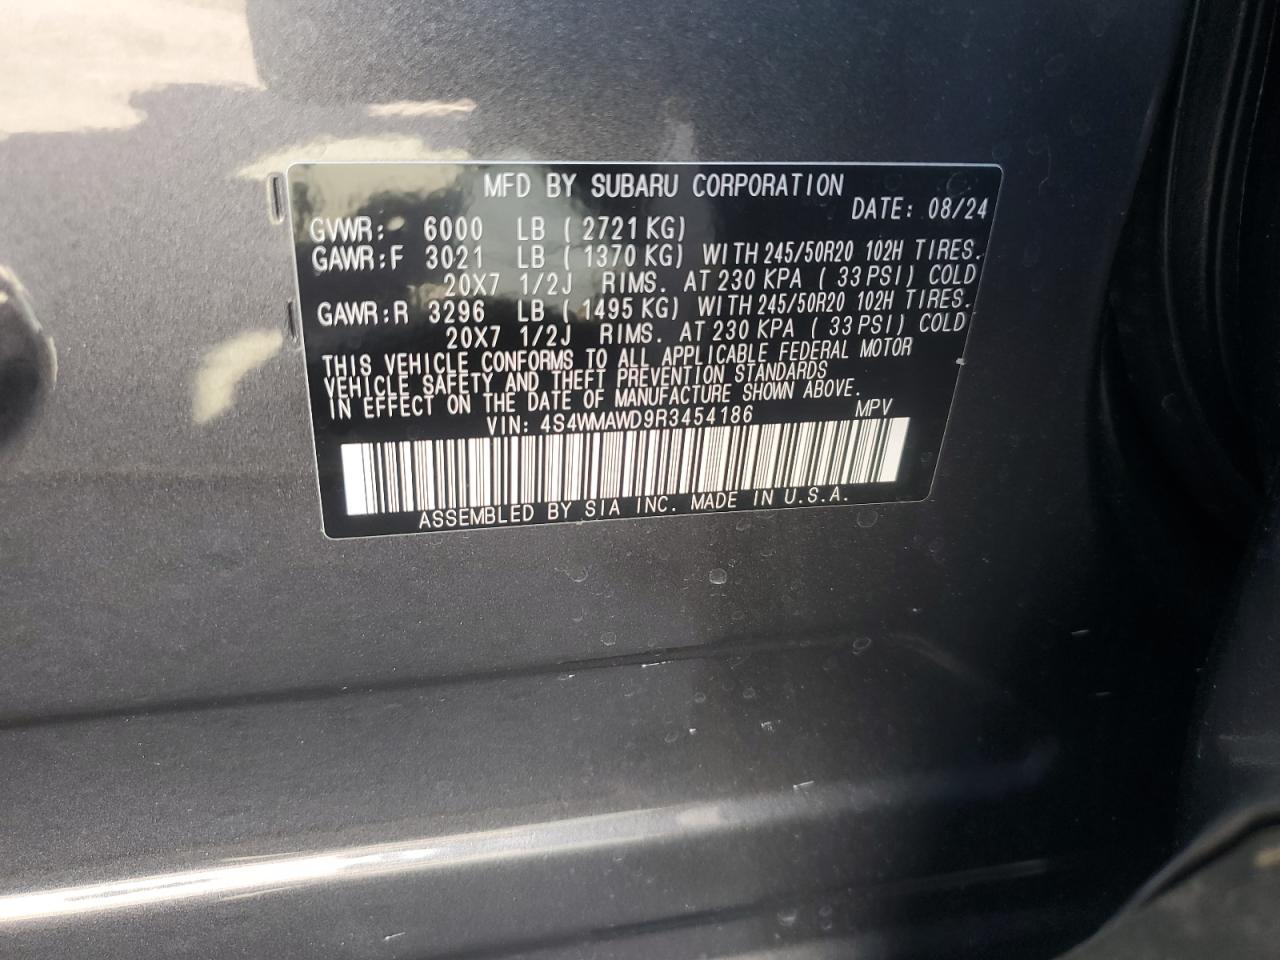 MFD BY SUBARU CORPORATION
DATE: 08/24
GVWR: 6000 LB ( 2721 KG)
GAWR:F 3021 LB ( 1370 KG) WITH 245/50R20 102H TIRES.
20X7 1/2J RIMS. AT 230 KPA ( 33 PSI) COLD
GAWR:R 3296 LB ( 1495 KG) WITH 245/50R20 102H TIRES.
20X7 1/2J RIMS. AT 230 KPA ( 33 PSI) COLD
THIS VEHICLE CONFORMS TO ALL APPLICABLE FEDERAL MOTOR
VEHICLE SAFETY AND THEFT PREVENTION STANDARDS
IN EFFECT ON THE DATE OF MANUFACTURE SHOWN ABOVE.
VIN: 4S4WMAWD9R3454186 MPV
ASSEMBLED BY SIA INC. MADE IN U.S.A.